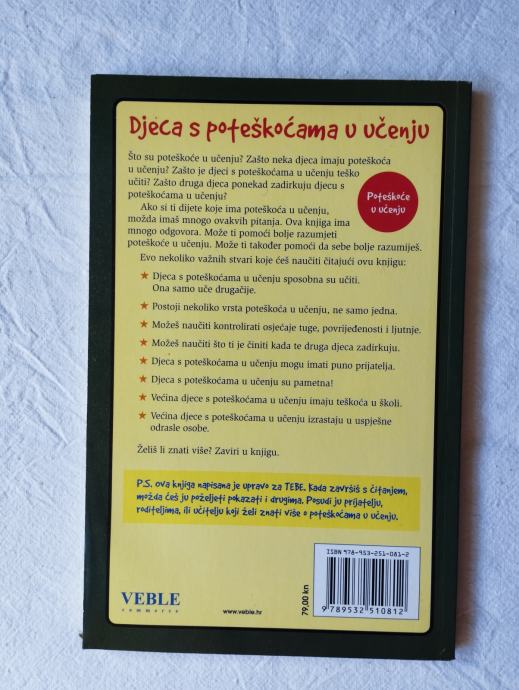 Djeca s poteškoćama u učenju
Što su poteškoće u učenju? Zašto neka djeca imaju poteškoća
u učenju? Zašto je djeci s poteškoćama u učenju teško
učiti? Zašto druga djeca ponekad zadirkuju djecu s
poteškoćama u učenju?
Poteškoće
u učenju
Ako si ti dijete koje ima poteškoća u učenju,
možda imaš mnogo ovakvih pitanja. Ova knjiga ima
mnogo odgovora. Može ti pomoći bolje razumjeti
poteškoće u učenju. Može ti također pomoći da sebe bolje razumiješ.
Evo nekoliko važnih stvari koje ćeš naučiti čitajući ovu knjigu:
★ Djeca s poteškoćama u učenju sposobna su učiti.
Ona samo uče drugačije.
★ Postoji nekoliko vrsta poteškoća u učenju, ne samo jedna.
★ Možeš naučiti kontrolirati osjećaje tuge, povrijeđenosti i ljutnje.
★ Možeš naučiti što ti je činiti kada te druga djeca zadirkuju.
★ Djeca s poteškoćama u učenju mogu imati puno prijatelja.
★ Djeca s poteškoćama u učenju su pametna!
★ Većina djece s poteškoćama u učenju imaju teškoća u školi.
★ Većina djece s poteškoćama u učenju izrastaju u uspješne
odrasle osobe.
Želiš li znati više? Zaviri u knjigu.
P.S. ova knjiga napisana je upravo za TEBE. Kada završiš s čitanjem,
možda ćeš ju poželjeti pokazati i drugima. Posudi ju prijatelju,
roditeljima, ili učitelju koji želi znati više o poteškoćama u učenju.
ISBN 978-953-251-081-2
9 789532 510812
79,00 kn
VEBLE
commerce
www.veble.hr